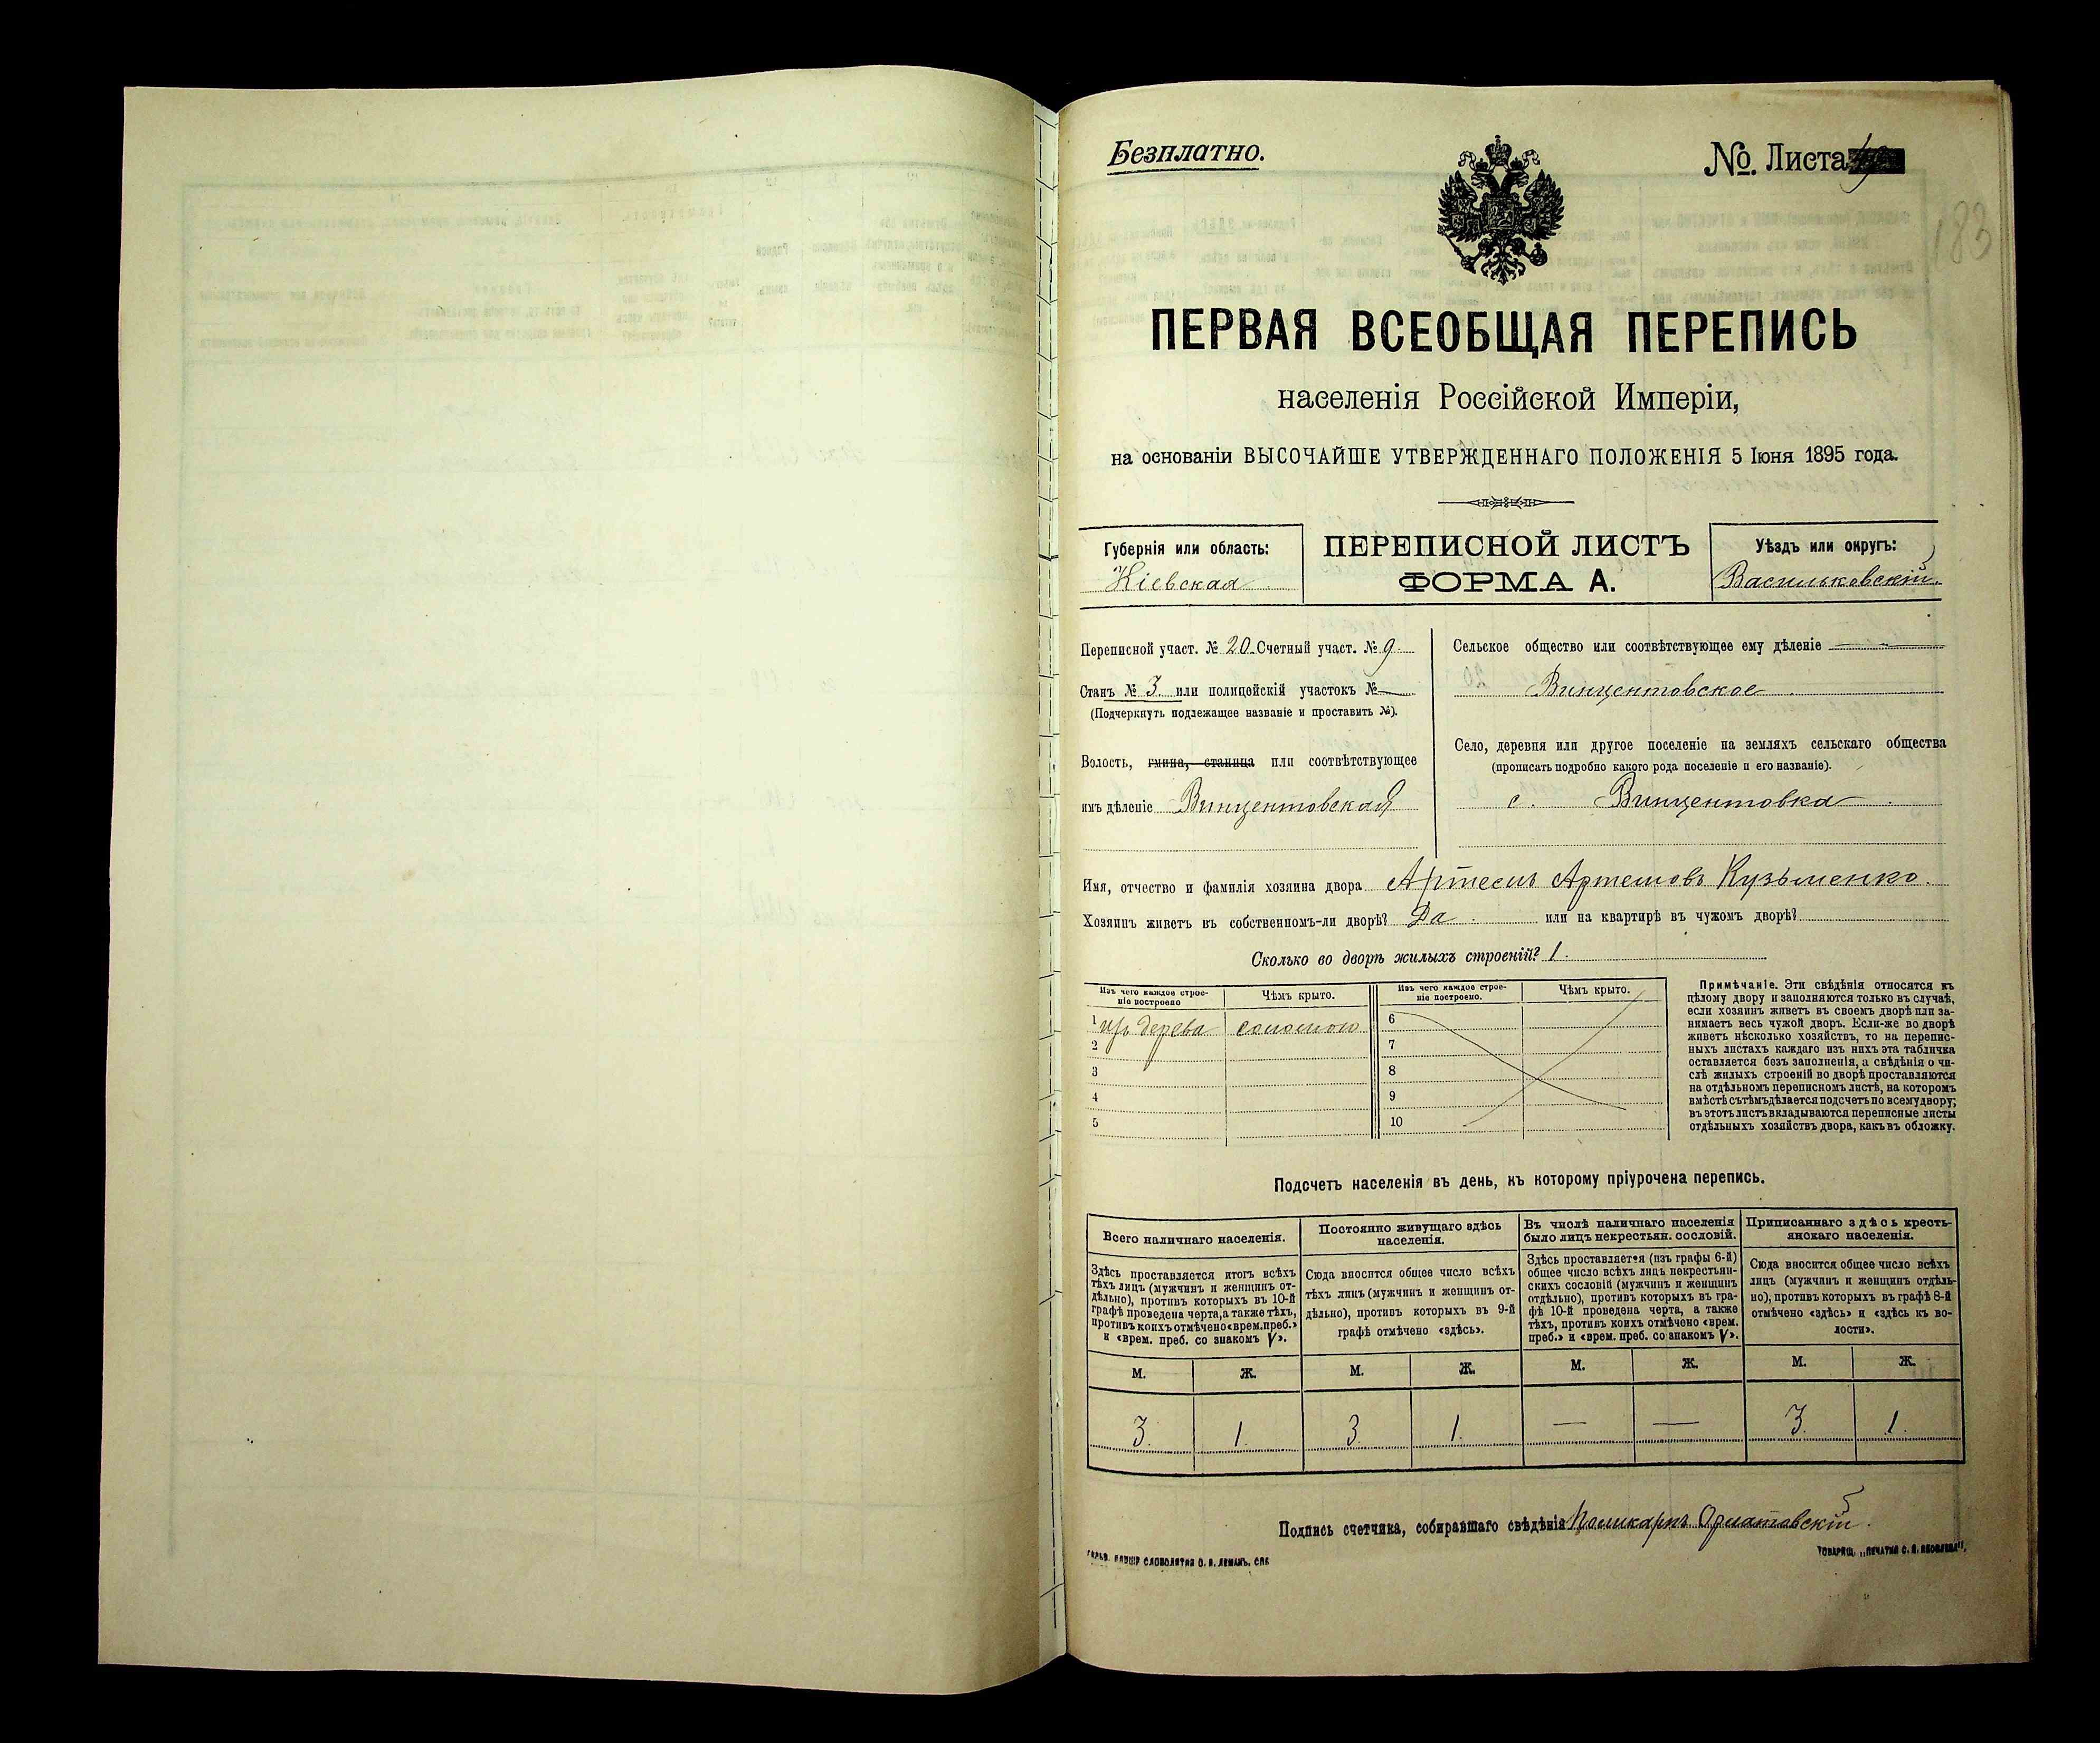 Безплатно.
№. Листа
183
ПЕРВАЯ ВСЕОБЩАЯ ПЕРЕПИСЬ
населенія Россійской Имперіи,
на основаніи ВЫСОЧАЙШЕ УТВЕРЖДЕННАГО ПОЛОЖЕНІЯ 5 Іюня 1895 года.
Губернія или область:
Кіевская
ПЕРЕПИСНОЙ ЛИСТЪ
ФОРМА А.
Уѣздъ или округъ:
Васильковскій.
Переписной участ. № 20. Счетный участ. № 9.
Станъ № 3. или полицейскій участокъ № —
(Подчеркнуть подлежащее названіе и проставить №).
Волость, гмина, станица или соотвѣтствующее
имъ дѣленіе Винцентовская
Сельское общество или соотвѣтствующее ему дѣленіе
Винцентовское
Село, деревня или другое поселеніе на земляхъ сельскаго общества
(прописать подробно какого рода поселеніе и его названіе).
с. Винцентовка
Имя, отчество и фамилія хозяина двора Артемъ Артемовъ Кузьменко.
Хозяинъ живетъ въ собственномъ-ли дворѣ? Да. или на квартирѣ въ чужомъ дворѣ?
Сколько во дворѣ жилыхъ строеній? 1.
Изъ чего каждое строе-
ніе построено
Чѣмъ крыто.
1 изъ дерева соломою
2
3
4
5
Изъ чего каждое строе-
ніе построено.
Чѣмъ крыто.
6
7
8
9
10
Примѣчаніе. Эти свѣдѣнія относятся къ
цѣлому двору и заполняются только въ случаѣ,
если хозяинъ живетъ въ своемъ дворѣ или за-
нимаетъ весь чужой дворъ. Если-же во дворѣ
живетъ нѣсколько хозяйствъ, то на перепис-
ныхъ листахъ каждаго изъ нихъ эта табличка
оставляется безъ заполненія, а свѣдѣнія о чи-
слѣ жилыхъ строеній во дворѣ проставляются
на отдѣльномъ переписномъ листѣ, на которомъ
вмѣстѣ съ тѣмъ дѣлается подсчетъ по всему двору;
въ этотъ листъ вкладываются переписные листы
отдѣльныхъ хозяйствъ двора, какъ въ обложку.
Подсчетъ населенія въ день, къ которому пріурочена перепись.
Всего наличнаго населенія.
Здѣсь проставляется итогъ всѣхъ
тѣхъ лицъ (мужчинъ и женщинъ от-
дѣльно), противъ которыхъ въ 10-й
графѣ проведена черта, а также тѣхъ,
противъ коихъ отмѣчено «врем. преб.»
и «врем. преб. со знакомъ V».
Постоянно живущаго здѣсь
населенія.
Сюда вносится общее число всѣхъ
тѣхъ лицъ (мужчинъ и женщинъ от-
дѣльно), противъ которыхъ въ 9-й
графѣ отмѣчено «здѣсь».
Въ числѣ наличнаго населенія
было лицъ некрестьян. сословій.
Здѣсь проставляется (изъ графы 6-й)
общее число всѣхъ лицъ некрестьян-
скихъ сословій (мужчинъ и женщинъ
отдѣльно), противъ которыхъ въ гра-
фѣ 10-й проведена черта, а также
тѣхъ, противъ коихъ отмѣчено «врем.
преб.» и «врем. преб. со знакомъ V».
Приписаннаго здѣсь кресть-
янскаго населенія.
Сюда вносится общее число всѣхъ
лицъ (мужчинъ и женщинъ отдѣль-
но), противъ которыхъ въ графѣ 8-й
отмѣчено «здѣсь» и «здѣсь къ во-
лости».
М. Ж. М. Ж. М. Ж. М. Ж.
3. 1. 3. 1. — — 3. 1.
Подпись счетчика, собиравшаго свѣдѣнія Поликарпъ
СЛОВОЛИТНЯ О. И. ЛЕМАНЪ, СПБ
ТОВАРИЩ. „ПЕЧАТНЯ С. П. ЯКОВЛЕВА“.